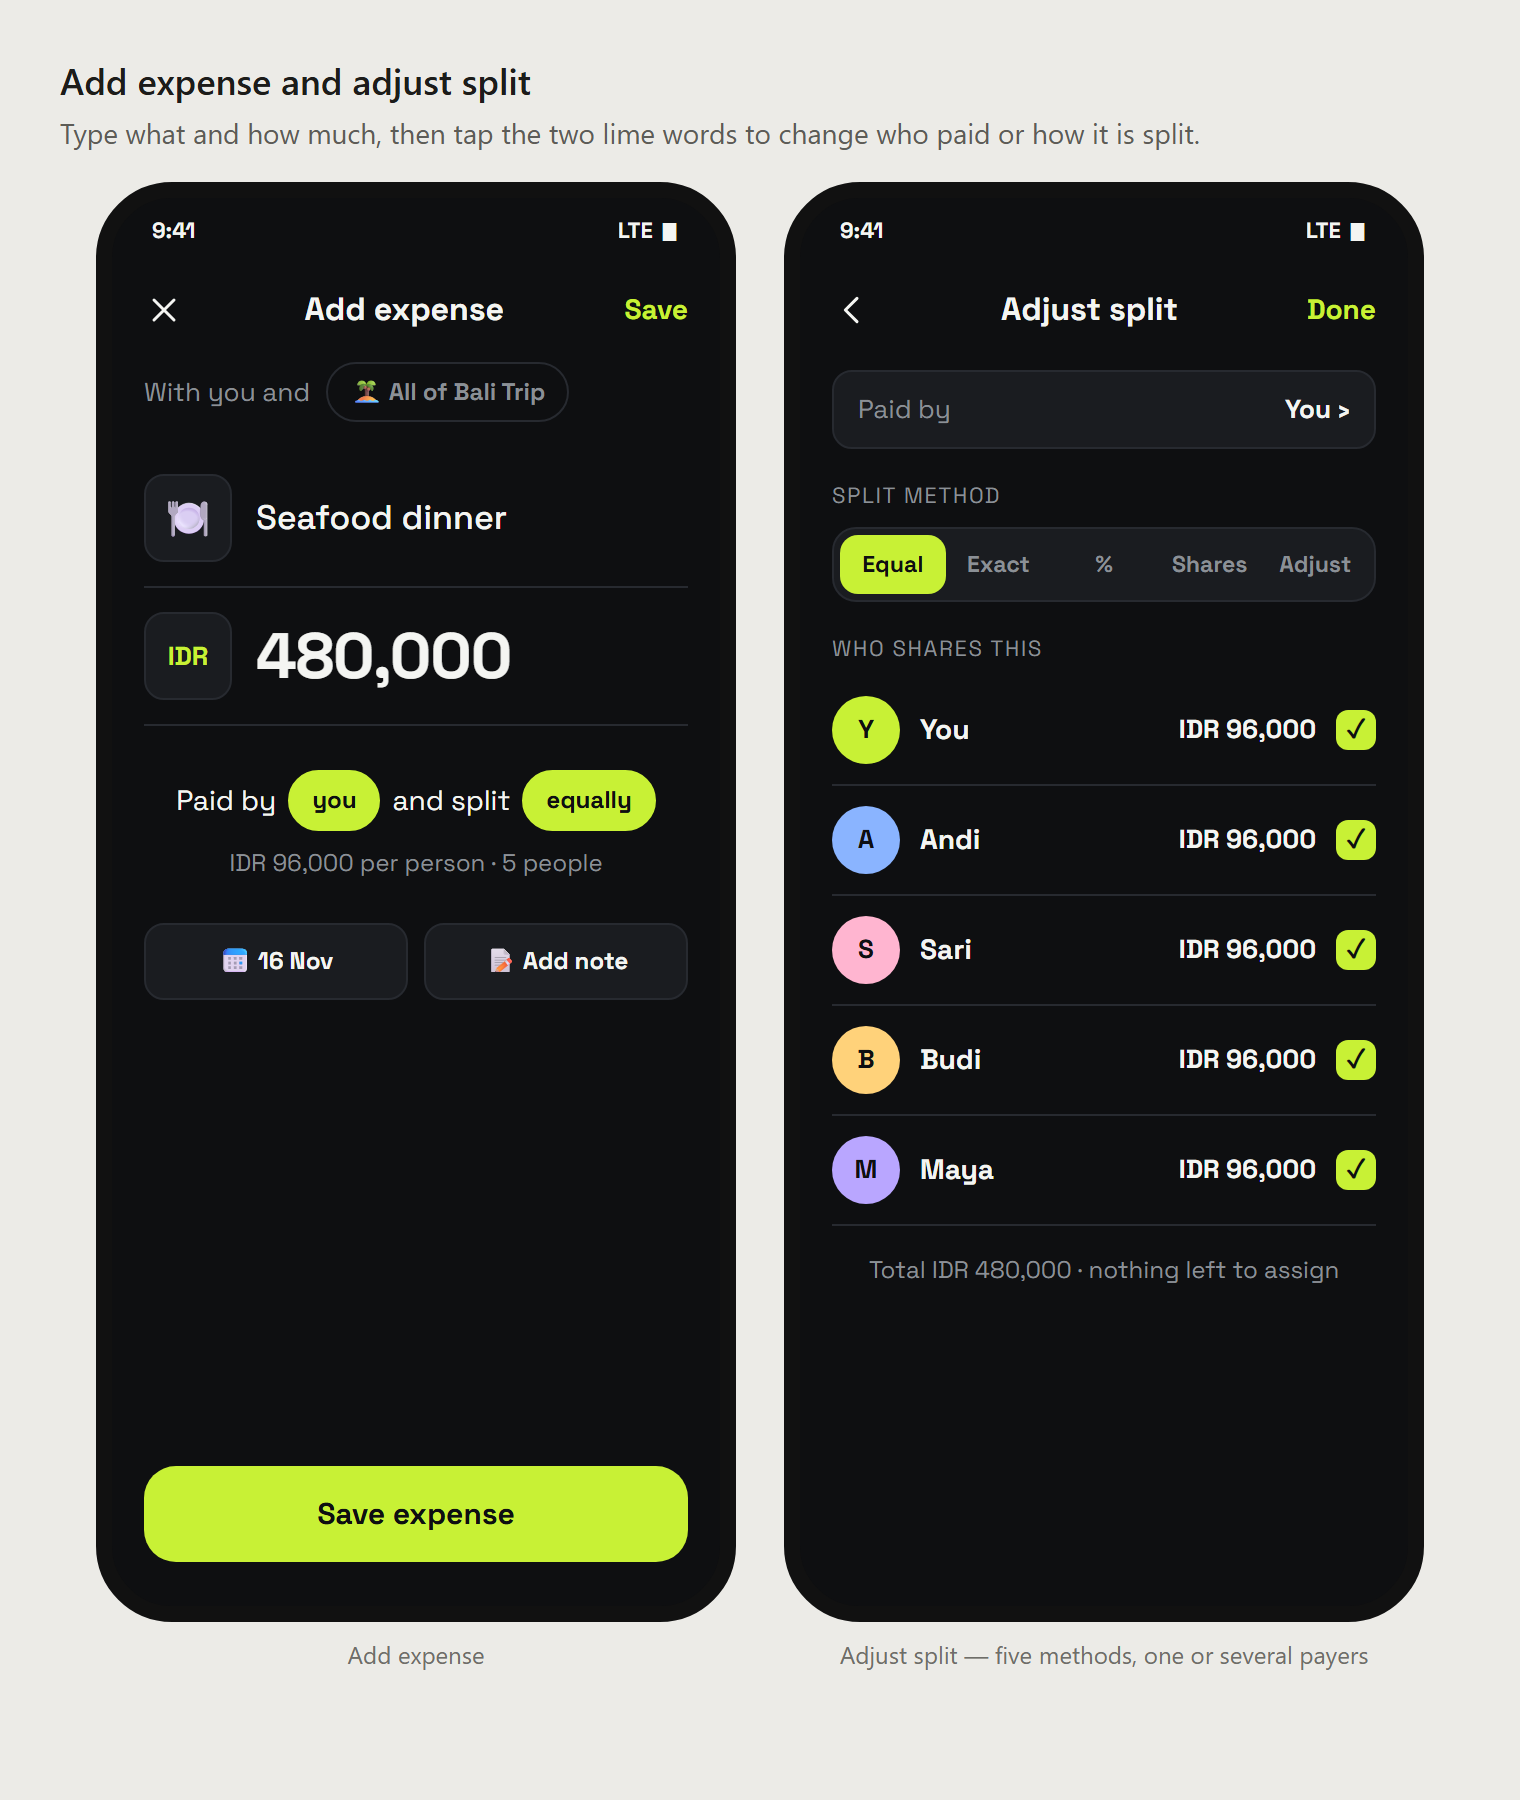 Add expense and adjust split
Type what and how much, then tap the two lime words to change who paid or how it is split.
9:41 LTE
Add expense Save
With you and All of Bali Trip
Seafood dinner
IDR 480,000
Paid by you and split equally
IDR 96,000 per person · 5 people
16 Nov Add note
Save expense
Add expense
9:41 LTE
Adjust split Done
Paid by You >
SPLIT METHOD
Equal Exact % Shares Adjust
WHO SHARES THIS
Y You IDR 96,000 ✓
A Andi IDR 96,000 ✓
S Sari IDR 96,000 ✓
B Budi IDR 96,000 ✓
M Maya IDR 96,000 ✓
Total IDR 480,000 · nothing left to assign
Adjust split — five methods, one or several payers